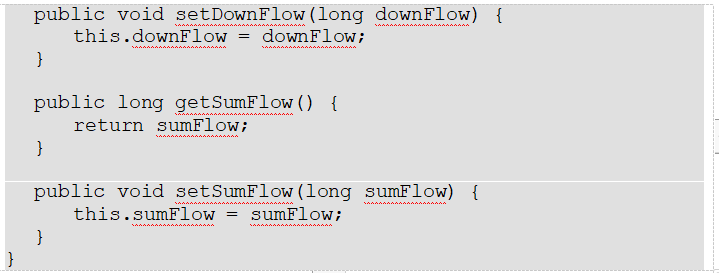 public void setDownFlow(long downFlow) {
this.downFlow = downFlow;
}
public long getSumFlow() {
return sumFlow;
}
public void setSumFlow(long sumFlow) {
this.sumFlow = sumFlow;
}
}